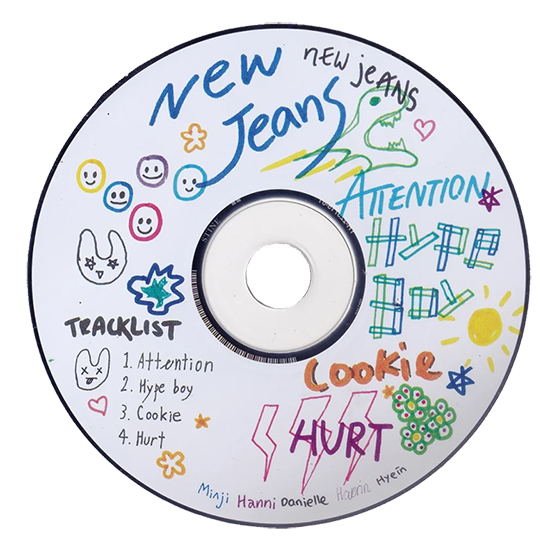 New
Jeans
NEW jeANS
ATTENTION
HYPE
BOY
COOKIE
HURT
TRACKLIST
1. Attention
2. Hype boy
3. Cookie
4. Hurt
Minji Hanni Danielle Haerin Hyein